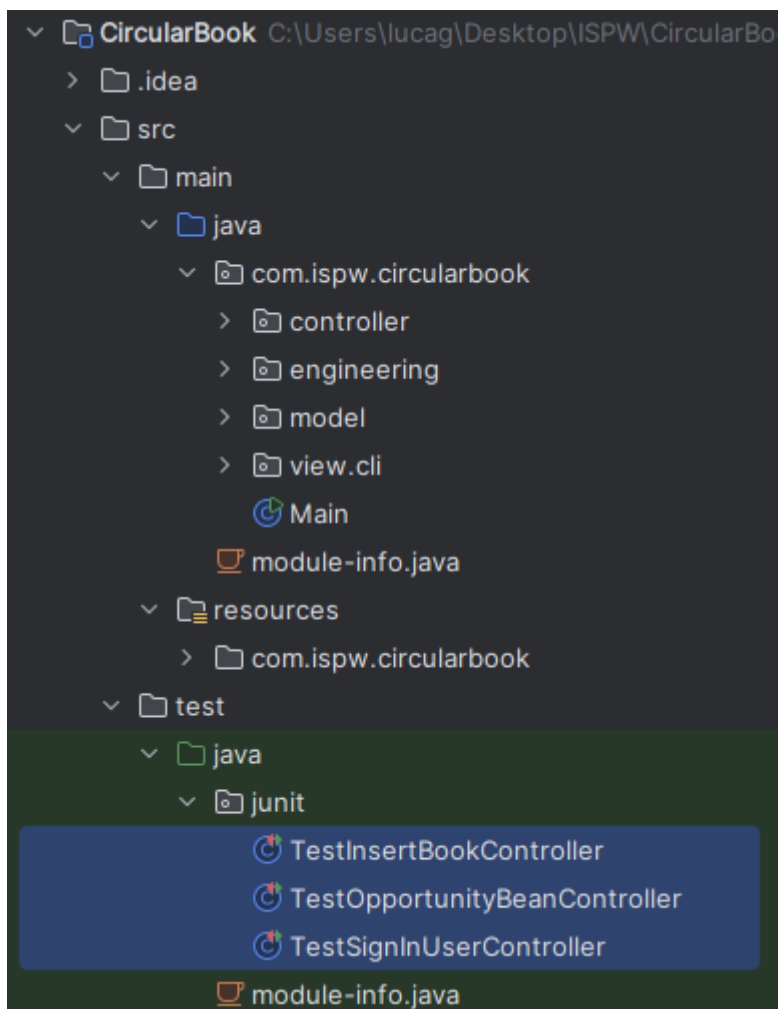 CircularBook C:\Users\lucag\Desktop\ISPW\CircularBo
.idea
src
main
java
com.ispw.circularbook
controller
engineering
model
view.cli
Main
module-info.java
resources
com.ispw.circularbook
test
java
junit
TestInsertBookController
TestOpportunityBeanController
TestSignInUserController
module-info.java